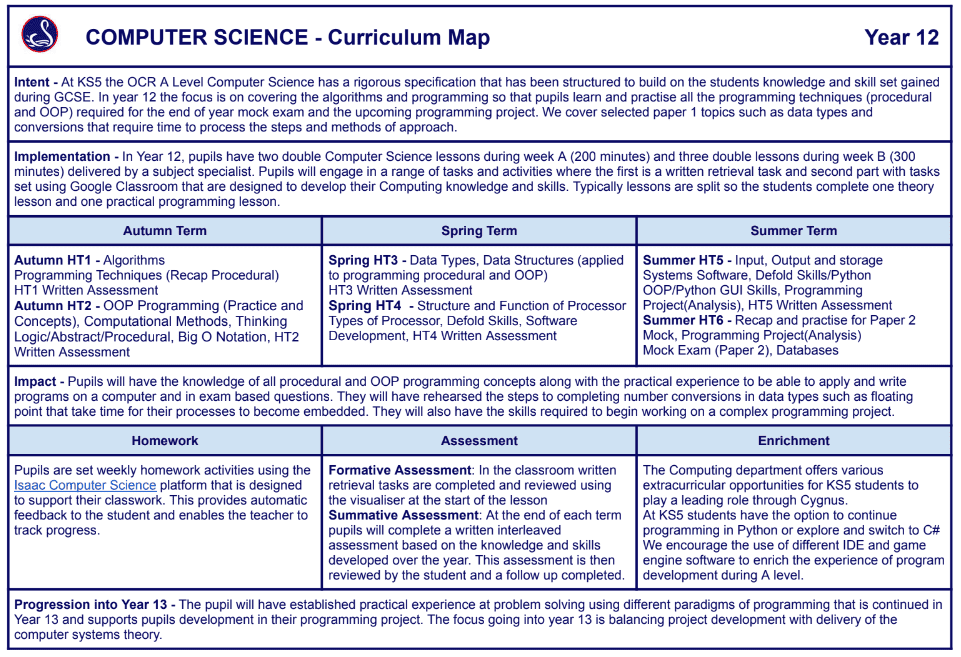 COMPUTER SCIENCE - Curriculum Map
Year 12
Intent - At KS5 the OCR A Level Computer Science has a rigorous specification that has been structured to build on the students knowledge and skill set gained
during GCSE. In year 12 the focus is on covering the algorithms and programming so that pupils learn and practise all the programming techniques (procedural
and OOP) required for the end of year mock exam and the upcoming programming project. We cover selected paper 1 topics such as data types and
conversions that require time to process the steps and methods of approach.
Implementation - In Year 12, pupils have two double Computer Science lessons during week A (200 minutes) and three double lessons during week B (300
minutes) delivered by a subject specialist. Pupils will engage in a range of tasks and activities where the first is a written retrieval task and second part with tasks
set using Google Classroom that are designed to develop their Computing knowledge and skills. Typically lessons are split so the students complete one theory
lesson and one practical programming lesson.
Autumn Term
Autumn HT1 - Algorithms
Programming Techniques (Recap Procedural)
HT1 Written Assessment
Autumn HT2 - OOP Programming (Practice and
Concepts), Computational Methods, Thinking
Logic/Abstract/Procedural, Big O Notation, HT2
Written Assessment
Spring Term
Spring HT3 - Data Types, Data Structures (applied
to programming procedural and OOP)
HT3 Written Assessment
Spring HT4 - Structure and Function of Processor
Types of Processor, Defold Skills, Software
Development, HT4 Written Assessment
Summer Term
Summer HT5 - Input, Output and storage
Systems Software, Defold Skills/Python
OOP/Python GUI Skills, Programming
Project(Analysis), HT5 Written Assessment
Summer HT6 - Recap and practise for Paper 2
Mock, Programming Project(Analysis)
Mock Exam (Paper 2), Databases
Impact - Pupils will have the knowledge of all procedural and OOP programming concepts along with the practical experience to be able to apply and write
programs on a computer and in exam based questions. They will have rehearsed the steps to completing number conversions in data types such as floating
point that take time for their processes to become embedded. They will also have the skills required to begin working on a complex programming project.
Homework
Pupils are set weekly homework activities using the
Isaac Computer Science platform that is designed
to support their classwork. This provides automatic
feedback to the student and enables the teacher to
track progress.
Assessment
Formative Assessment: In the classroom written
retrieval tasks are completed and reviewed using
the visualiser at the start of the lesson
Summative Assessment: At the end of each term
pupils will complete a written interleaved
assessment based on the knowledge and skills
developed over the year. This assessment is then
reviewed by the student and a follow up completed.
Enrichment
The Computing department offers various
extracurricular opportunities for KS5 students to
play a leading role through Cygnus.
At KS5 students have the option to continue
programming in Python or explore and switch to C#
We encourage the use of different IDE and game
engine software to enrich the experience of program
development during A level.
Progression into Year 13 - The pupil will have established practical experience at problem solving using different paradigms of programming that is continued in
Year 13 and supports pupils development in their programming project. The focus going into year 13 is balancing project development with delivery of the
computer systems theory.